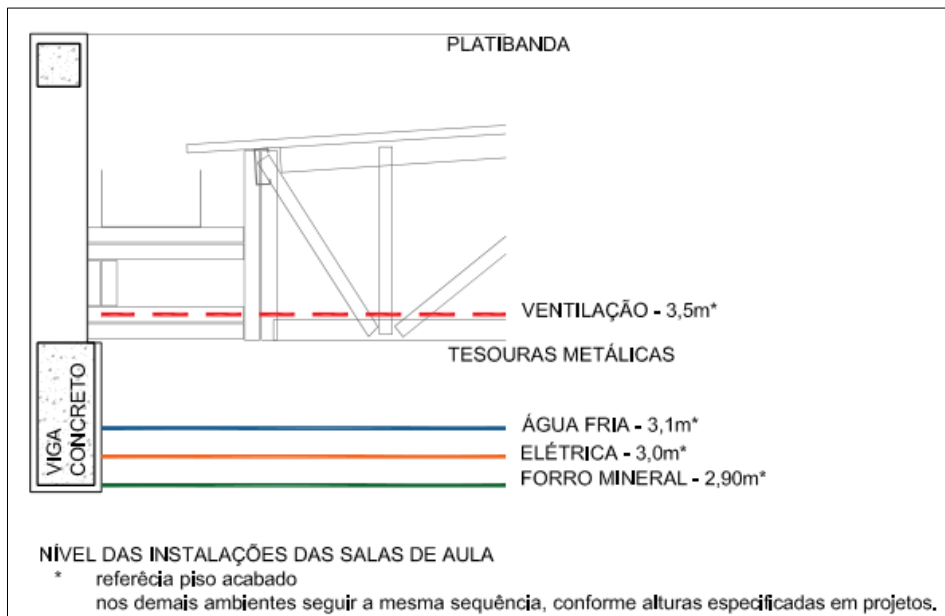 PLATIBANDA
VENTILAÇÃO - 3,5m*
TESOURAS METÁLICAS
VIGA
CONCRETO
ÁGUA FRIA - 3,1m*
ELÉTRICA - 3,0m*
FORRO MINERAL - 2,90m*
NÍVEL DAS INSTALAÇÕES DAS SALAS DE AULA
* referêcia piso acabado
nos demais ambientes seguir a mesma sequência, conforme alturas especificadas em projetos.